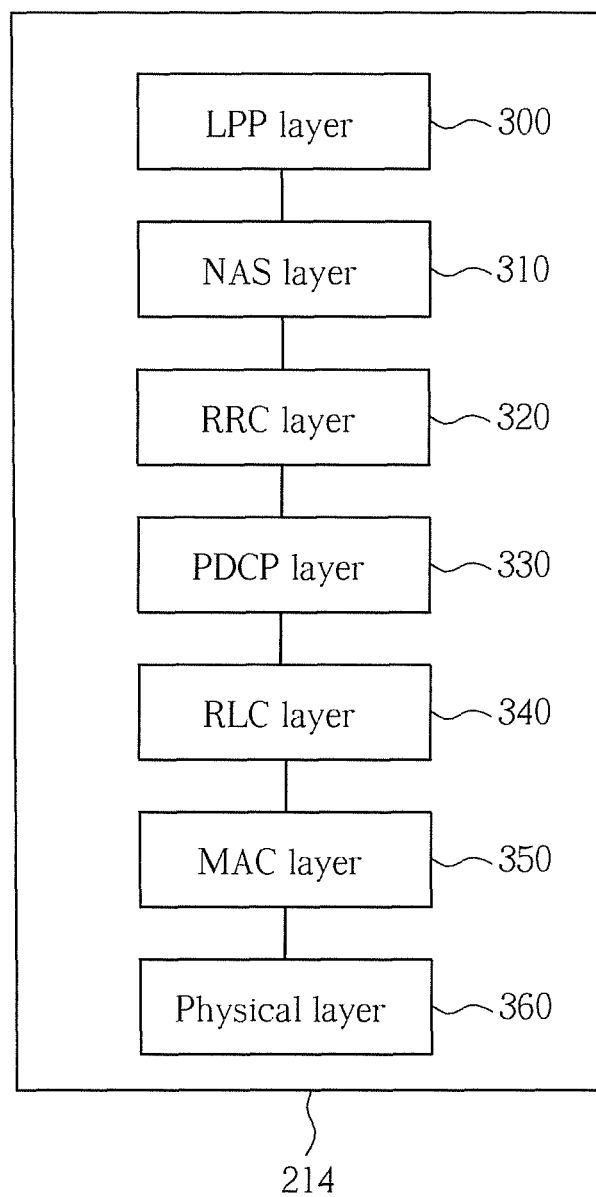 LPP layer 300
NAS layer 310
RRC layer 320
PDCP layer 330
RLC layer 340
MAC layer 350
Physical layer 360
214